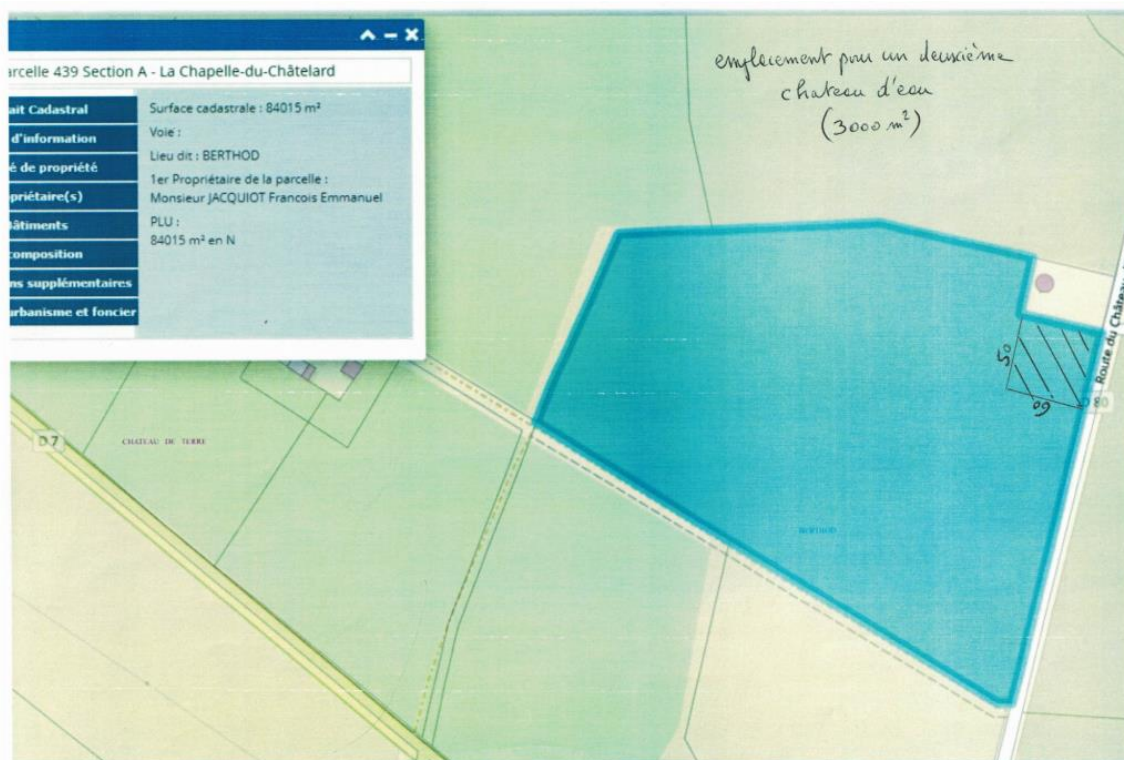 arcelle 439 Section A - La Chapelle-du-Châtelard
ait Cadastral
d'information
é de propriété
opriétaire(s)
âtiments
composition
ns supplémentaires
urbanisme et foncier
Surface cadastrale : 84015 m²
Voie :
Lieu dit : BERTHOD
1er Propriétaire de la parcelle :
Monsieur JACQUIOT Francois Emmanuel
PLU :
84015 m² en N
emplacement pour un deuxième
chateau d'eau
(3000 m²)
Route du Château
50
60
D 80
D 7
CHATEAU DE TERRE
BERTHOD